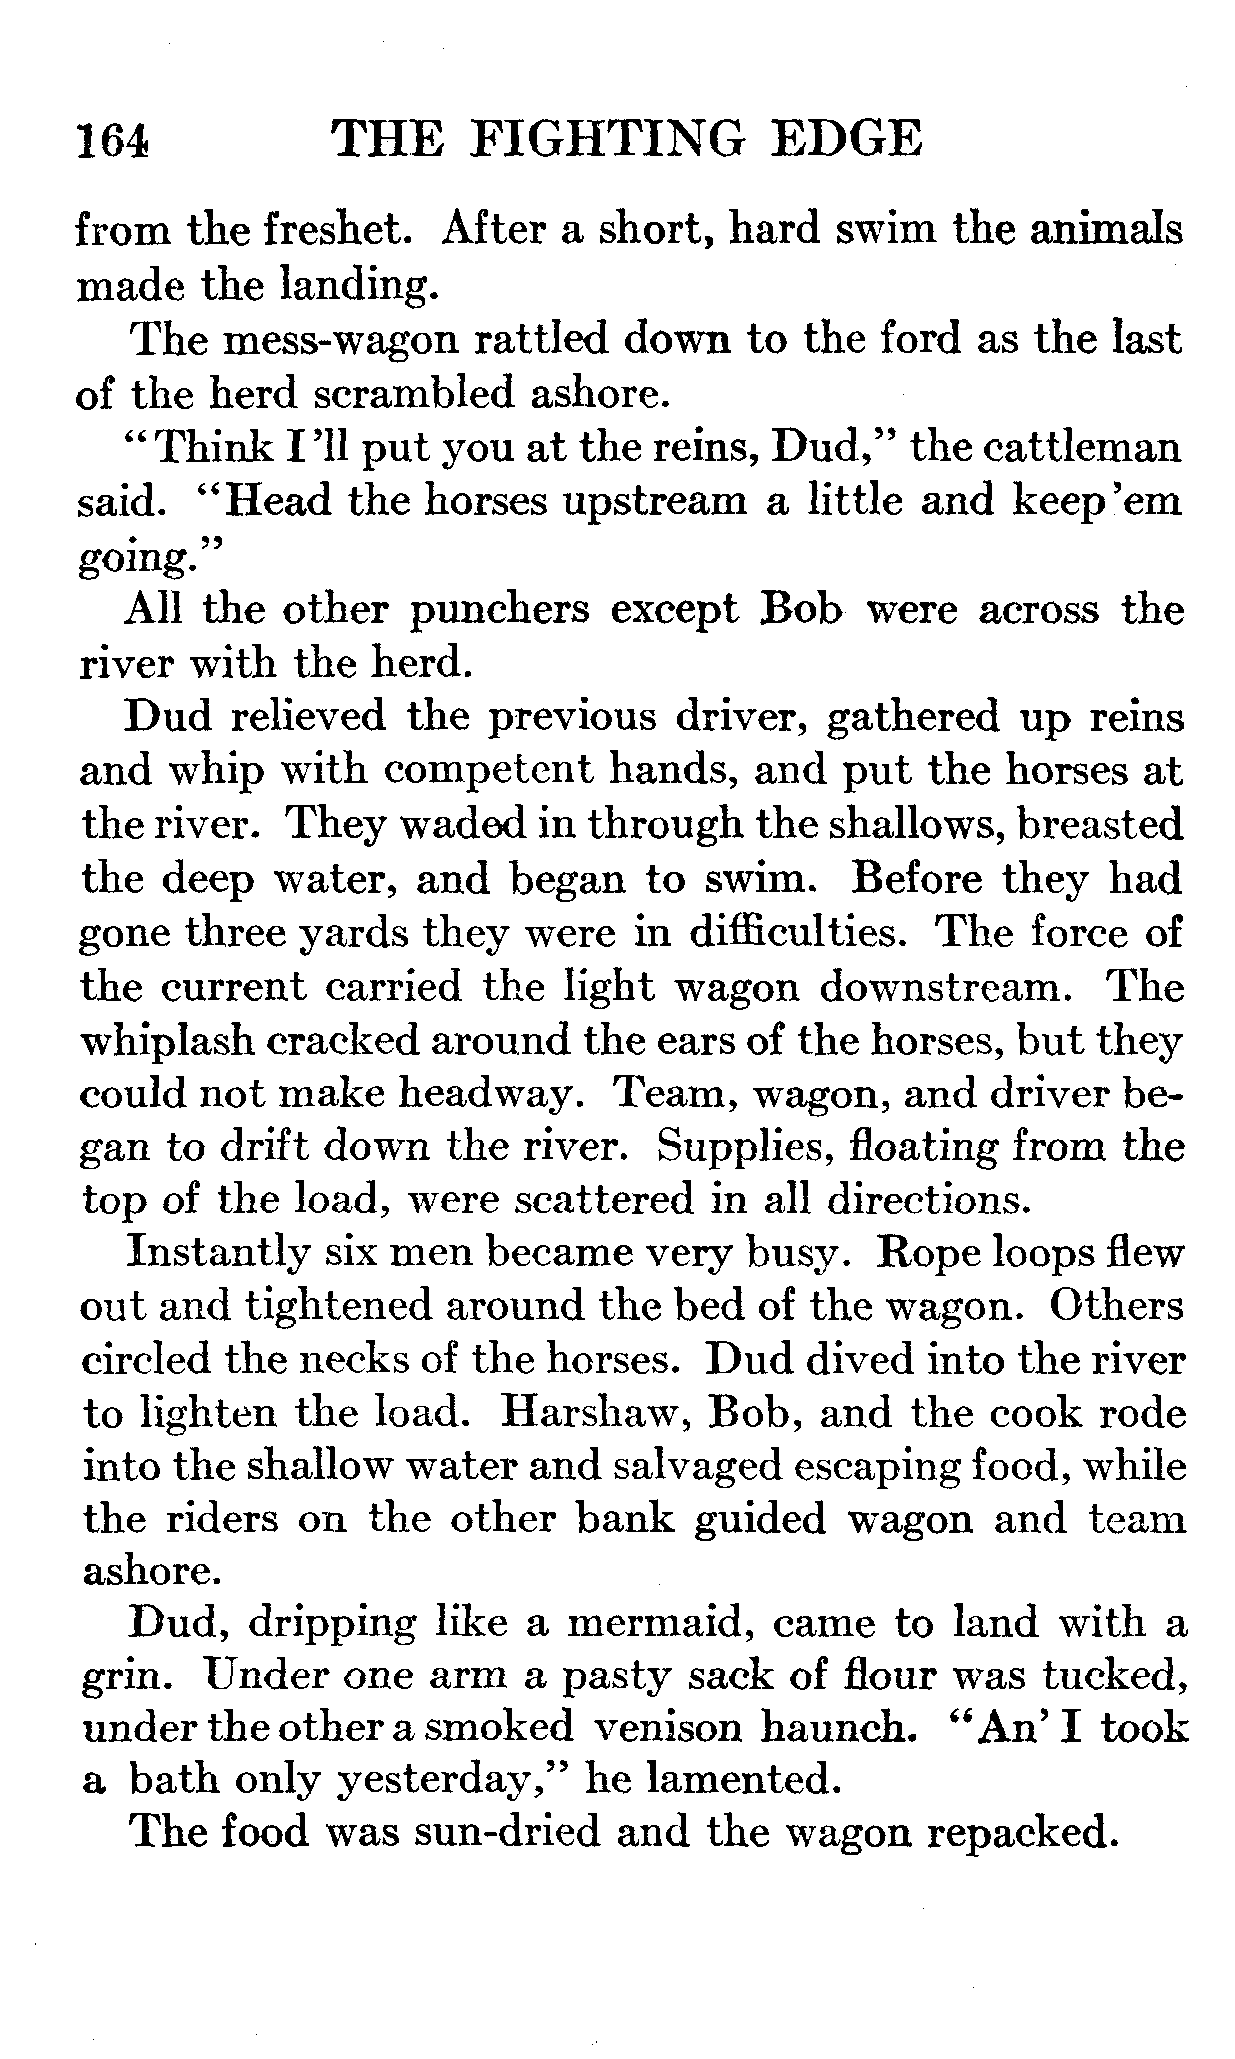 164 THE FIGHTING EDGE
from the freshet. After a short, hard swim the animals
made the landing.
The mess-wagon rattled down to the ford as the last
of the herd scrambled ashore.
“Think I'll put you at the reins, Dud,” the cattleman
said. “Head the horses upstream a little and keep 'em
going.”
All the other punchers except Bob were across the
river with the herd.
Dud relieved the previous driver, gathered up reins
and whip with competent hands, and put the horses at
the river. They waded in through the shallows, breasted
the deep water, and began to swim. Before they had
gone three yards they were in difficulties. The force of
the current carried the light wagon downstream. The
whiplash cracked around the ears of the horses, but they
could not make headway. Team, wagon, and driver be-
gan to drift down the river. Supplies, floating from the
top of the load, were scattered in all directions.
Instantly six men became very busy. Rope loops flew
out and tightened around the bed of the wagon. Others
circled the necks of the horses. Dud dived into the river
to lighten the load. Harshaw, Bob, and the cook rode
into the shallow water and salvaged escaping food, while
the riders on the other bank guided wagon and team
ashore.
Dud, dripping like a mermaid, came to land with a
grin. Under one arm a pasty sack of flour was tucked,
under the other a smoked venison haunch. “An' I took
a bath only yesterday,” he lamented.
The food was sun-dried and the wagon repacked.